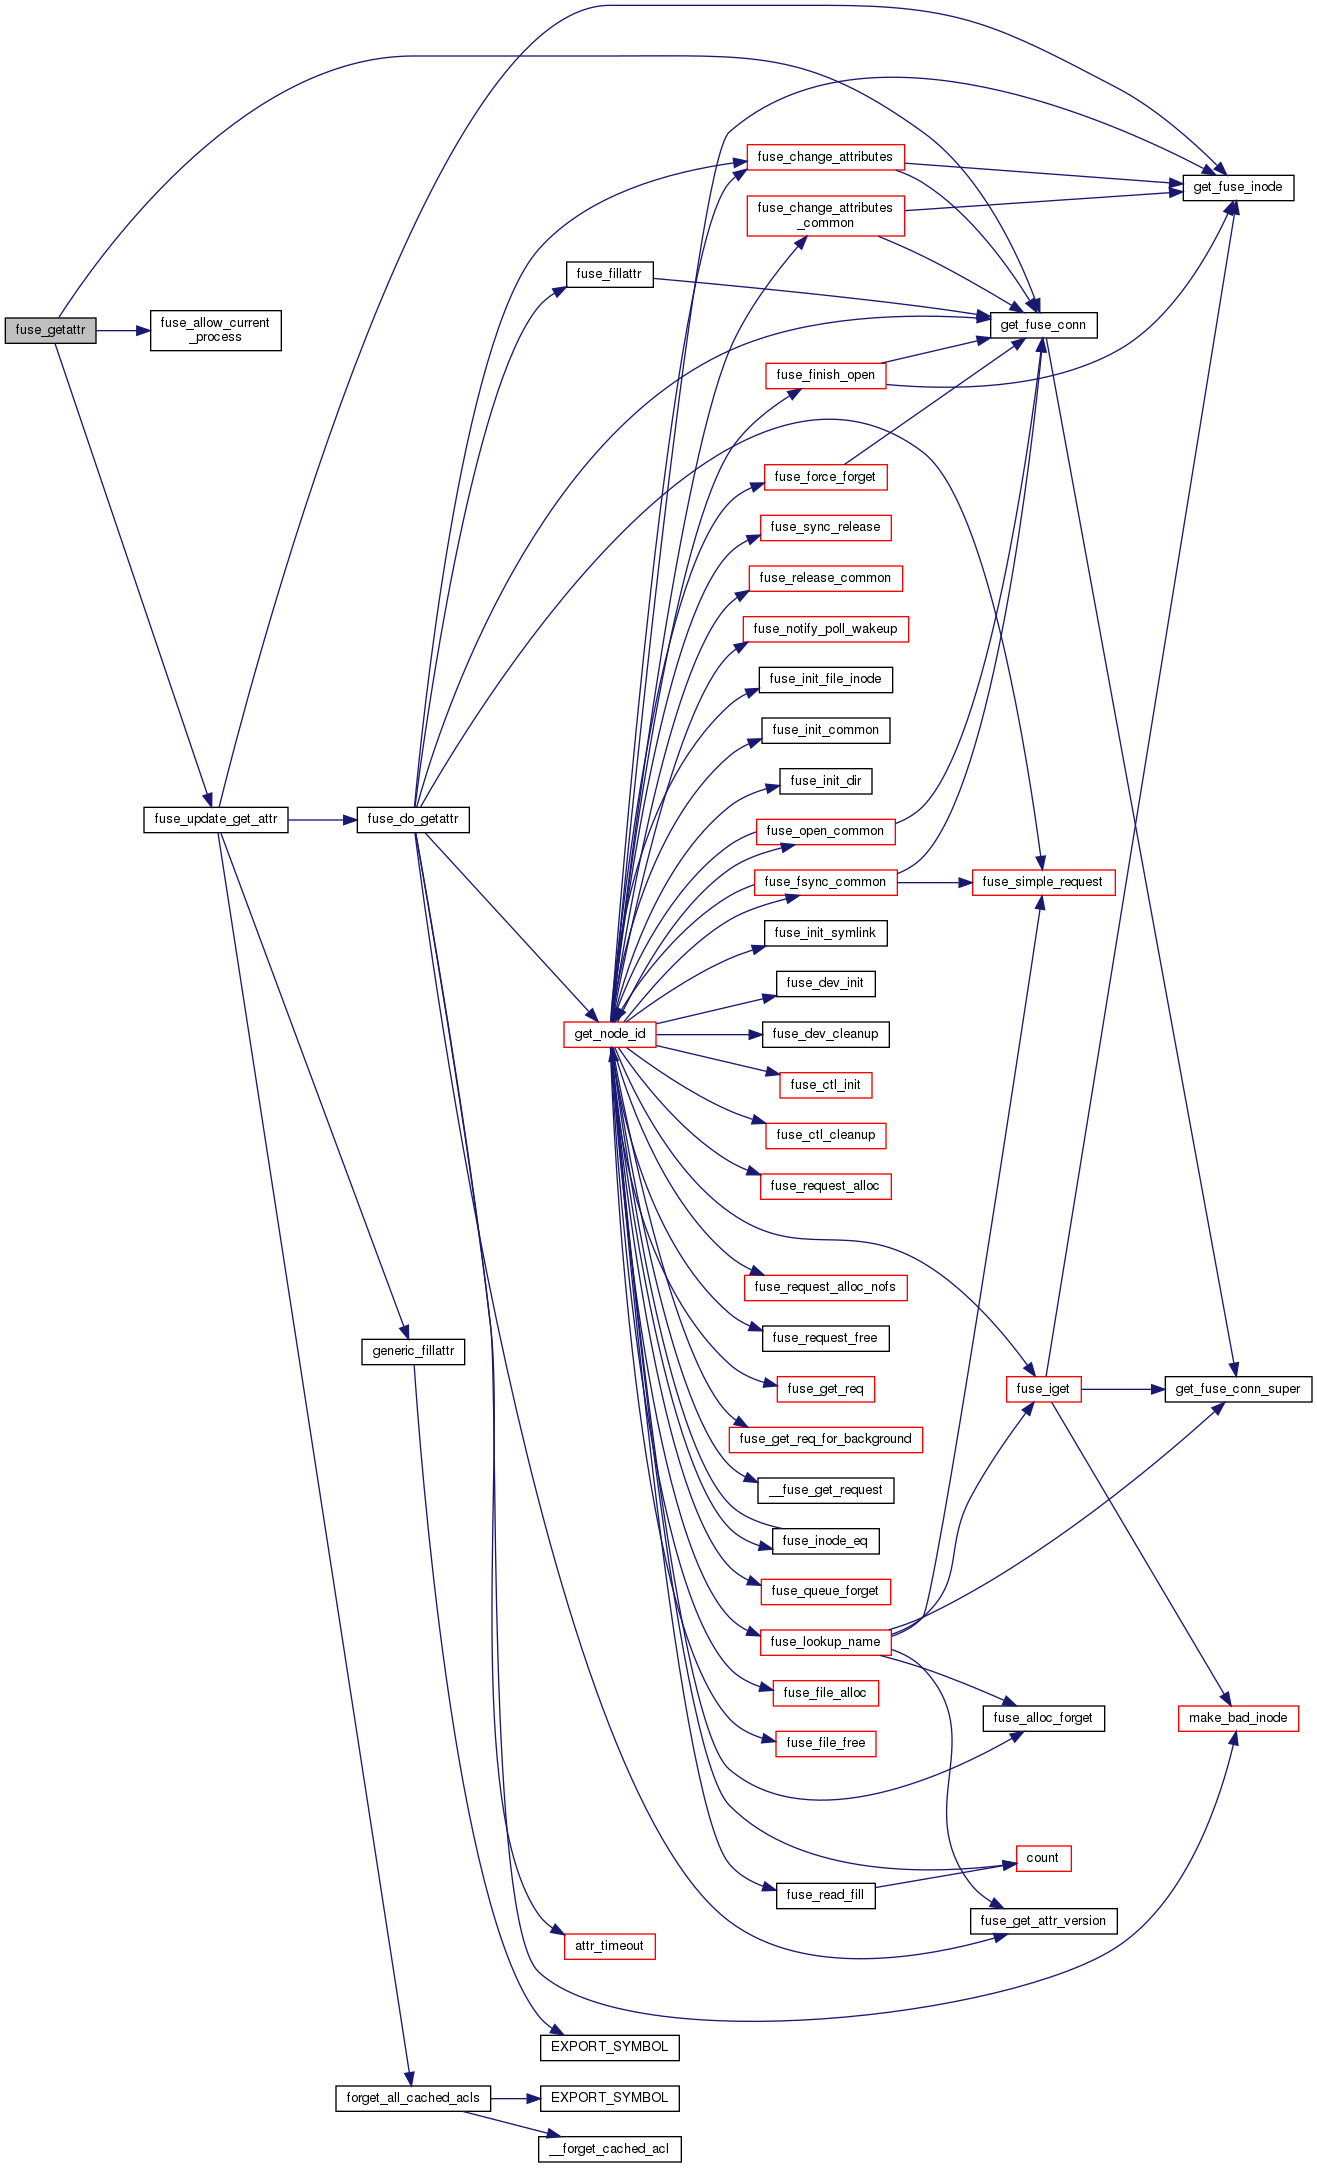 fuse_getattr
fuse_allow_current
_process
fuse_update_get_attr
fuse_do_getattr
generic_fillattr
forget_all_cached_acls
fuse_fillattr
get_node_id
attr_timeout
EXPORT_SYMBOL
EXPORT_SYMBOL
__forget_cached_acl
fuse_change_attributes
fuse_change_attributes
_common
fuse_finish_open
fuse_force_forget
fuse_sync_release
fuse_release_common
fuse_notify_poll_wakeup
fuse_init_file_inode
fuse_init_common
fuse_init_dir
fuse_open_common
fuse_fsync_common
fuse_init_symlink
fuse_dev_init
fuse_dev_cleanup
fuse_ctl_init
fuse_ctl_cleanup
fuse_request_alloc
fuse_request_alloc_nofs
fuse_request_free
fuse_get_req
fuse_get_req_for_background
__fuse_get_request
fuse_inode_eq
fuse_queue_forget
fuse_lookup_name
fuse_file_alloc
fuse_file_free
fuse_read_fill
get_fuse_conn
fuse_simple_request
fuse_iget
fuse_alloc_forget
count
fuse_get_attr_version
get_fuse_inode
get_fuse_conn_super
make_bad_inode